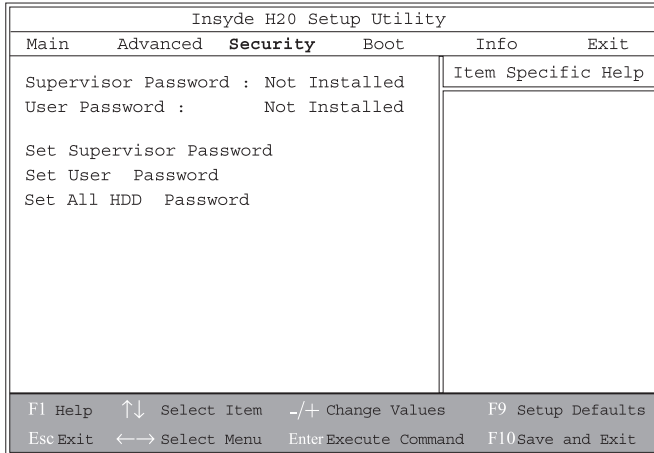 Insyde H20 Setup Utility
Main Advanced Security Boot Info Exit
Supervisor Password : Not Installed
User Password : Not Installed
Set Supervisor Password
Set User Password
Set All HDD Password
Item Specific Help
F1 Help ↑↓ Select Item -/+ Change Values F9 Setup Defaults
Esc Exit ←→ Select Menu Enter Execute Command F10 Save and Exit